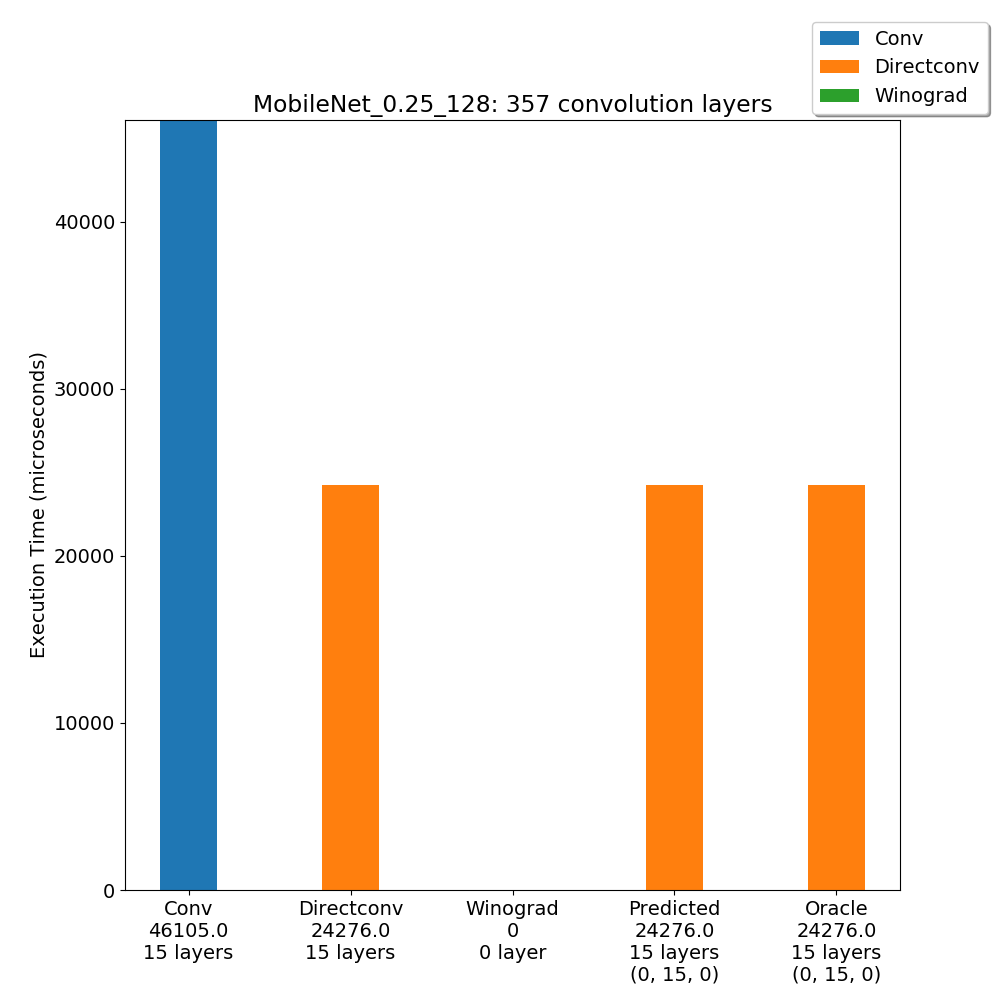 Conv
Directconv
Winograd
MobileNet_0.25_128: 357 convolution layers
Execution Time (microseconds)
40000
30000
20000
10000
0
Conv
46105.0
15 layers
Directconv
24276.0
15 layers
Winograd
0
0 layer
Predicted
24276.0
15 layers
(0, 15, 0)
Oracle
24276.0
15 layers
(0, 15, 0)